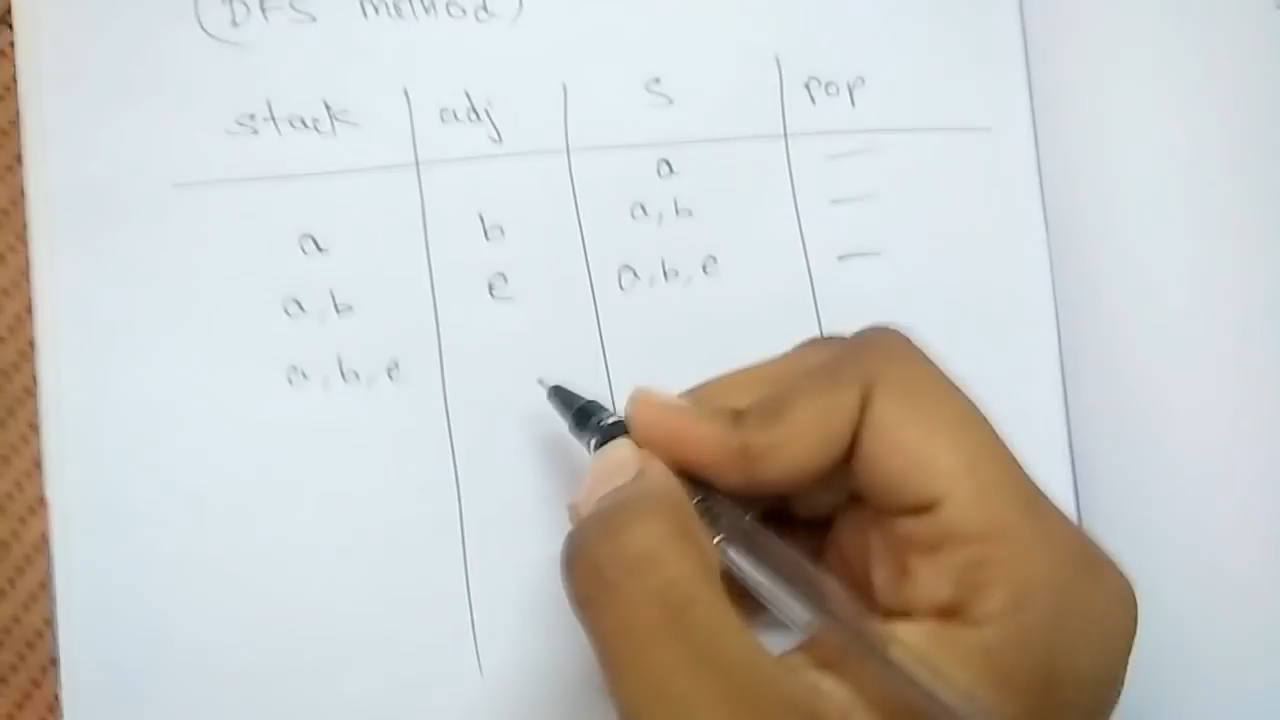 (DFS method)
stack adj S pop
a —
a b a, b —
a, b e a, b, e —
a, b, e